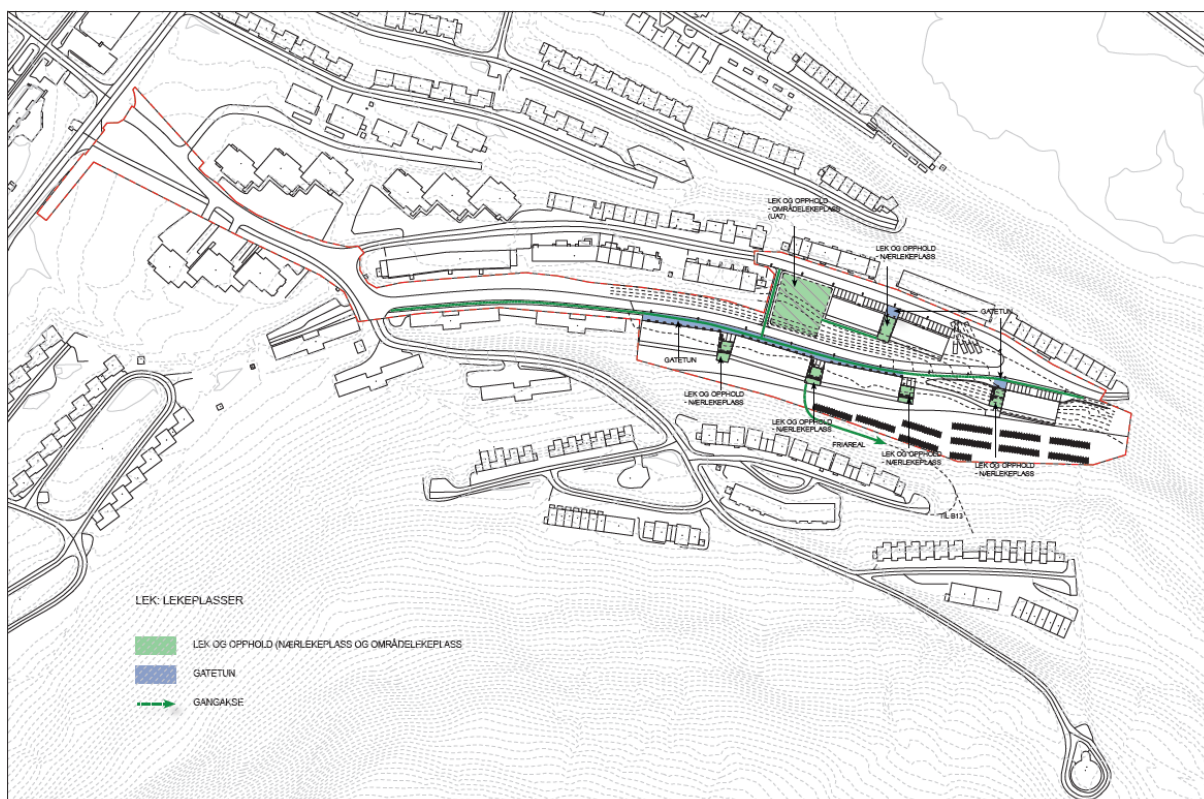 LEK OG OPPHOLD
- OMRÅDELEKEPLASS
(UA7)
LEK OG OPPHOLD
- NÆRLEKEPLASS
GATETUN
GATETUN
LEK OG OPPHOLD
- NÆRLEKEPLASS
LEK OG OPPHOLD
- NÆRLEKEPLASS
FRIAREAL
LEK OG OPPHOLD
- NÆRLEKEPLASS
LEK OG OPPHOLD
- NÆRLEKEPLASS
TIL B13
LEK: LEKEPLASSER
LEK OG OPPHOLD (NÆRLEKEPLASS OG OMRÅDLEKEPLASS
GATETUN
GANGAKSE